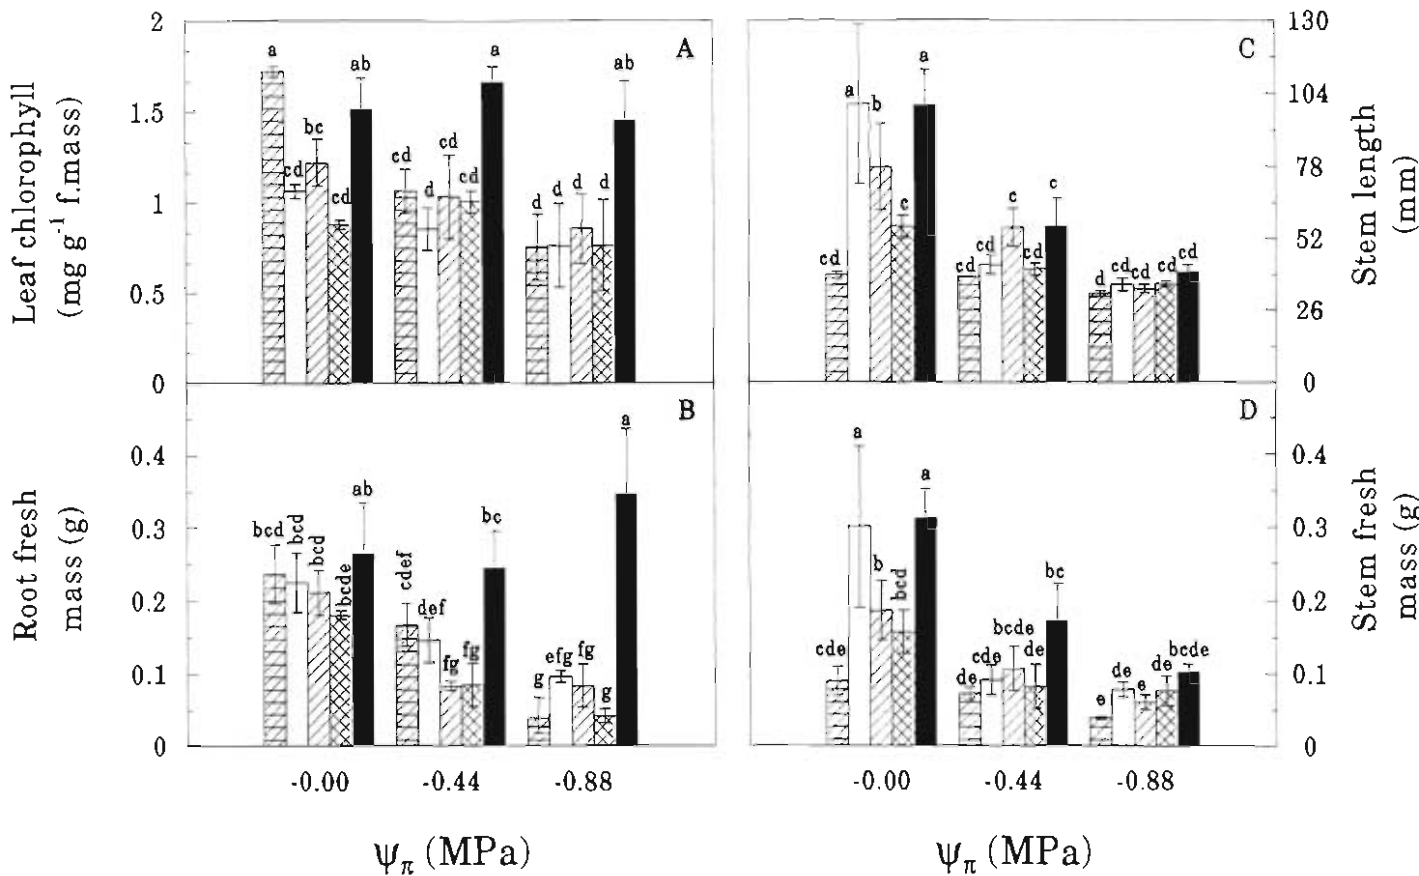 Leaf chlorophyll
(mg g⁻¹ f.mass)
2
1.5
1
0.5
0
A
a
cd
bc
cd
ab
cd
d
cd
cd
a
d
d
d
d
ab
Root fresh
mass (g)
0.4
0.3
0.2
0.1
0
B
bcd
bcd
bcd
bcde
ab
cdef
def
fg
fg
bc
g
efg
fg
g
a
-0.00
-0.44
-0.88
ψπ (MPa)
C
cd
a
b
c
a
cd
cd
c
cd
c
d
cd
cd
cd
cd
130
104
78
52
26
0
Stem length
(mm)
D
cde
a
b
bcd
a
de
cde
bcde
de
bc
e
de
e
de
bcde
0.4
0.3
0.2
0.1
0
Stem fresh
mass (g)
-0.00
-0.44
-0.88
ψπ (MPa)